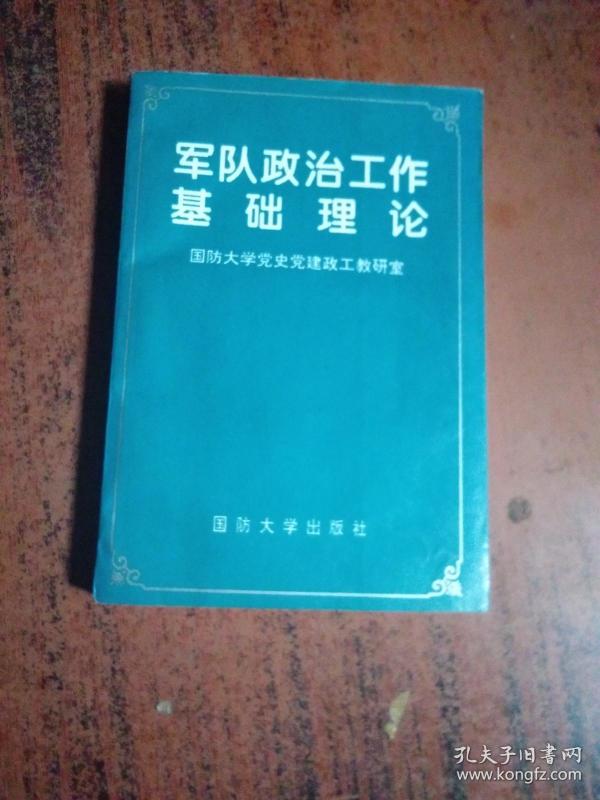 军队政治工作
基础理论
国防大学党史党建政工教研室
国防大学出版社
孔夫子旧书网
www.kongfz.com